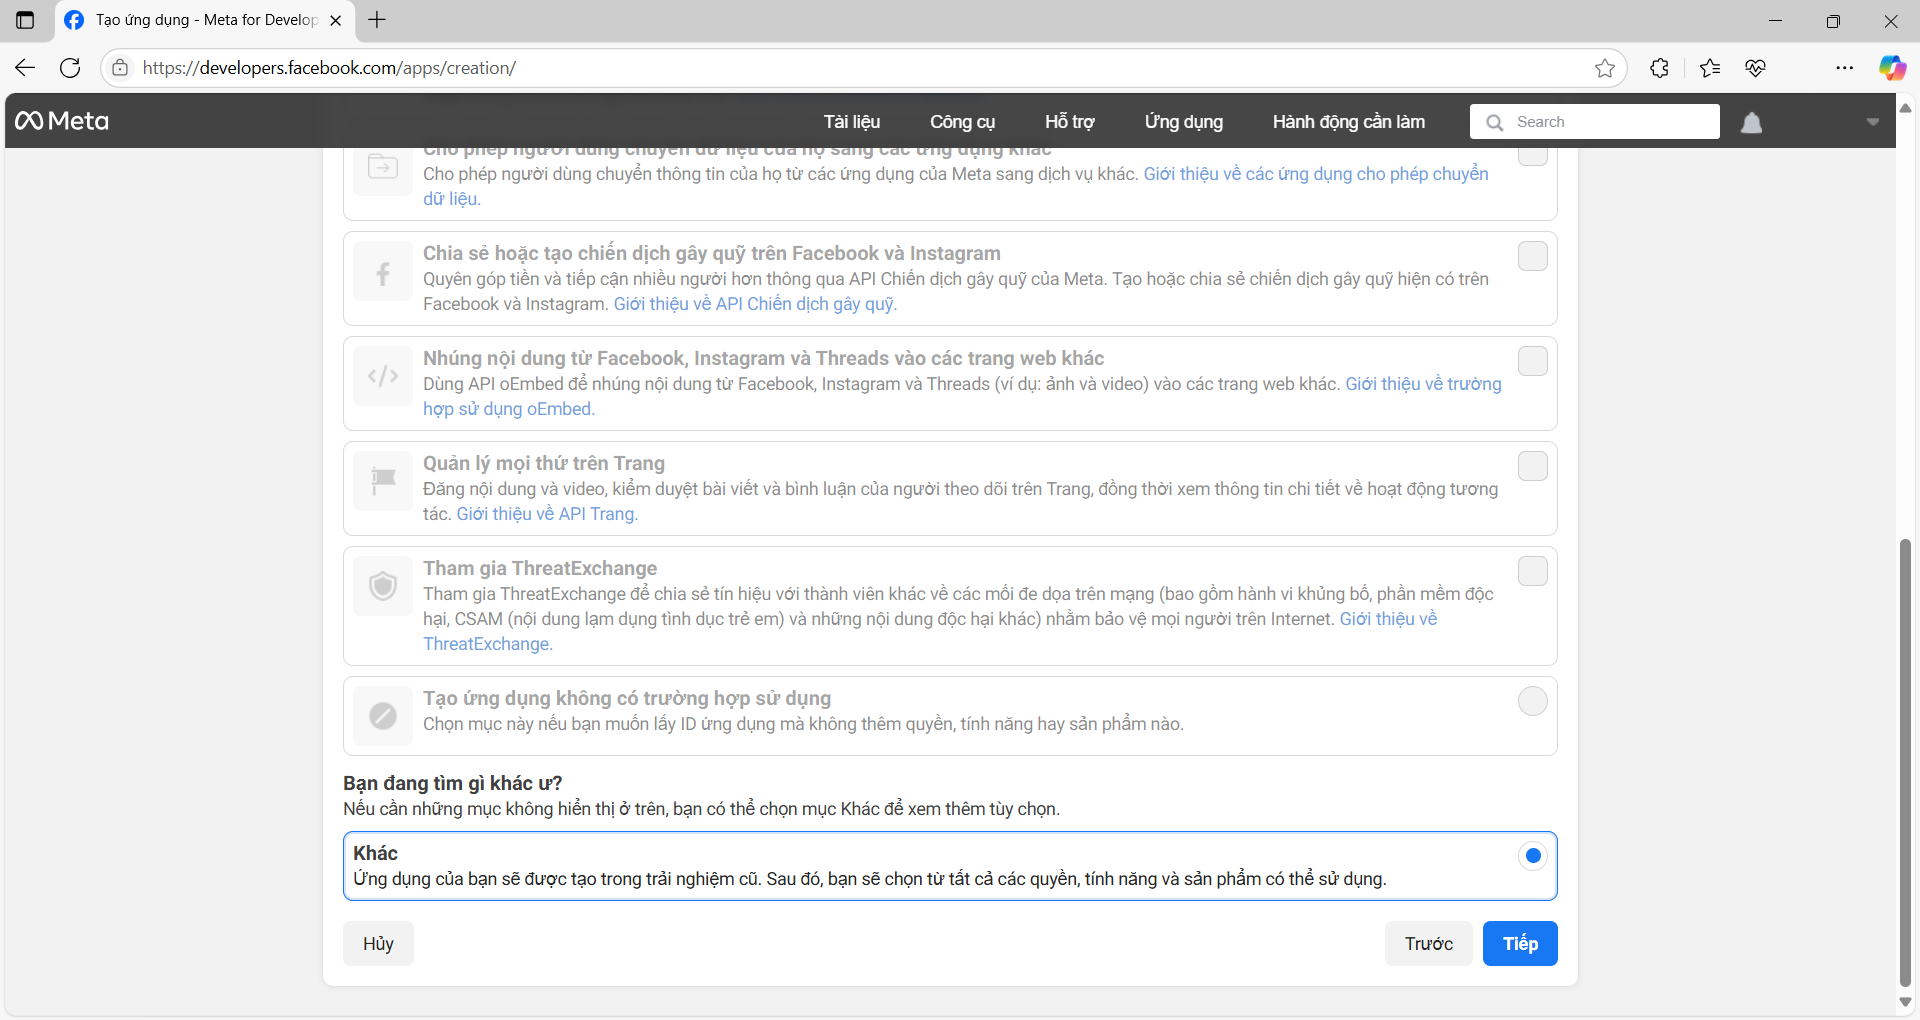 Tạo ứng dụng - Meta for Develop
https://developers.facebook.com/apps/creation/
Meta
Tài liệu
Công cụ
Hỗ trợ
Ứng dụng
Hành động cần làm
Search
Cho phép người dùng chuyển dữ liệu của họ sang các ứng dụng khác
Cho phép người dùng chuyển thông tin của họ từ các ứng dụng của Meta sang dịch vụ khác. Giới thiệu về các ứng dụng cho phép chuyển
dữ liệu.
Chia sẻ hoặc tạo chiến dịch gây quỹ trên Facebook và Instagram
Quyên góp tiền và tiếp cận nhiều người hơn thông qua API Chiến dịch gây quỹ của Meta. Tạo hoặc chia sẻ chiến dịch gây quỹ hiện có trên
Facebook và Instagram. Giới thiệu về API Chiến dịch gây quỹ.
Nhúng nội dung từ Facebook, Instagram và Threads vào các trang web khác
Dùng API oEmbed để nhúng nội dung từ Facebook, Instagram và Threads (ví dụ: ảnh và video) vào các trang web khác. Giới thiệu về trường
hợp sử dụng oEmbed.
Quản lý mọi thứ trên Trang
Đăng nội dung và video, kiểm duyệt bài viết và bình luận của người theo dõi trên Trang, đồng thời xem thông tin chi tiết về hoạt động tương
tác. Giới thiệu về API Trang.
Tham gia ThreatExchange
Tham gia ThreatExchange để chia sẻ tín hiệu với thành viên khác về các mối đe dọa trên mạng (bao gồm hành vi khủng bố, phần mềm độc
hại, CSAM (nội dung lạm dụng tình dục trẻ em) và những nội dung độc hại khác) nhằm bảo vệ mọi người trên Internet. Giới thiệu về
ThreatExchange.
Tạo ứng dụng không có trường hợp sử dụng
Chọn mục này nếu bạn muốn lấy ID ứng dụng mà không thêm quyền, tính năng hay sản phẩm nào.
Bạn đang tìm gì khác ư?
Nếu cần những mục không hiển thị ở trên, bạn có thể chọn mục Khác để xem thêm tùy chọn.
Khác
Ứng dụng của bạn sẽ được tạo trong trải nghiệm cũ. Sau đó, bạn sẽ chọn từ tất cả các quyền, tính năng và sản phẩm có thể sử dụng.
Hủy
Trước
Tiếp